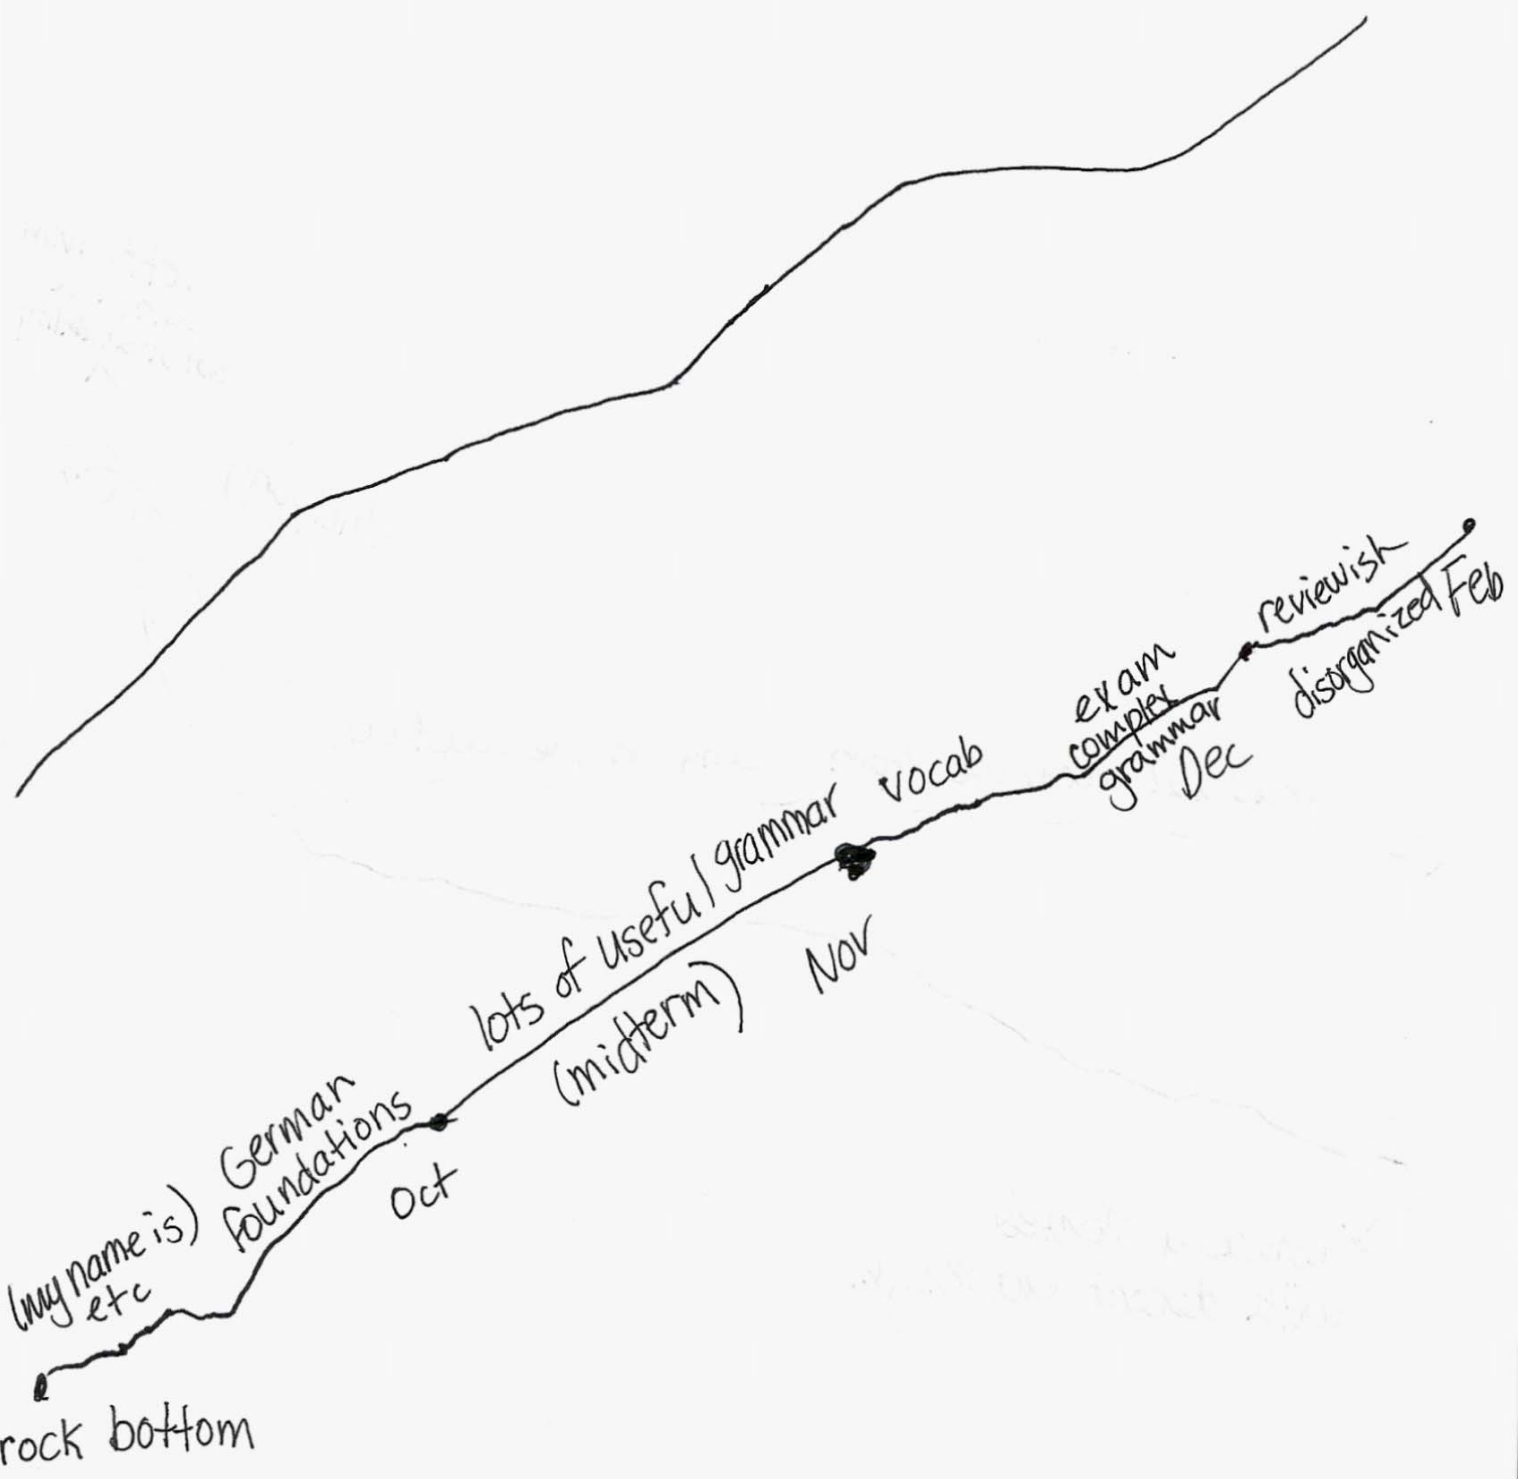 (my name is)
etc
German
foundations
Oct
lots of useful grammar
(midterm)
Nov
vocab
exam
complex
grammar
Dec
reviewish
disorganized
Feb
rock bottom